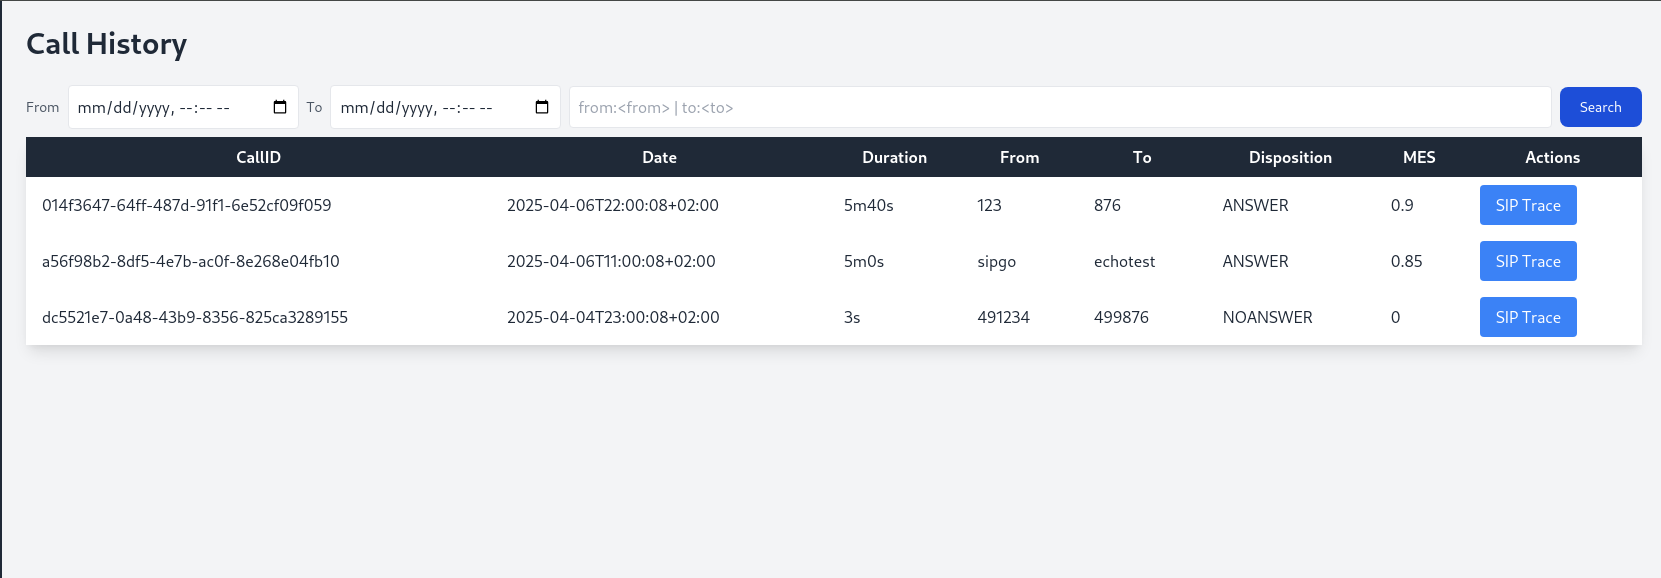 Call History
From mm/dd/yyyy, --:-- -- To mm/dd/yyyy, --:-- -- from:<from> | to:<to> Search
CallID Date Duration From To Disposition MES Actions
014f3647-64ff-487d-91f1-6e52cf09f059 2025-04-06T22:00:08+02:00 5m40s 123 876 ANSWER 0.9 SIP Trace
a56f98b2-8df5-4e7b-ac0f-8e268e04fb10 2025-04-06T11:00:08+02:00 5m0s sipgo echotest ANSWER 0.85 SIP Trace
dc5521e7-0a48-43b9-8356-825ca3289155 2025-04-04T23:00:08+02:00 3s 491234 499876 NOANSWER 0 SIP Trace